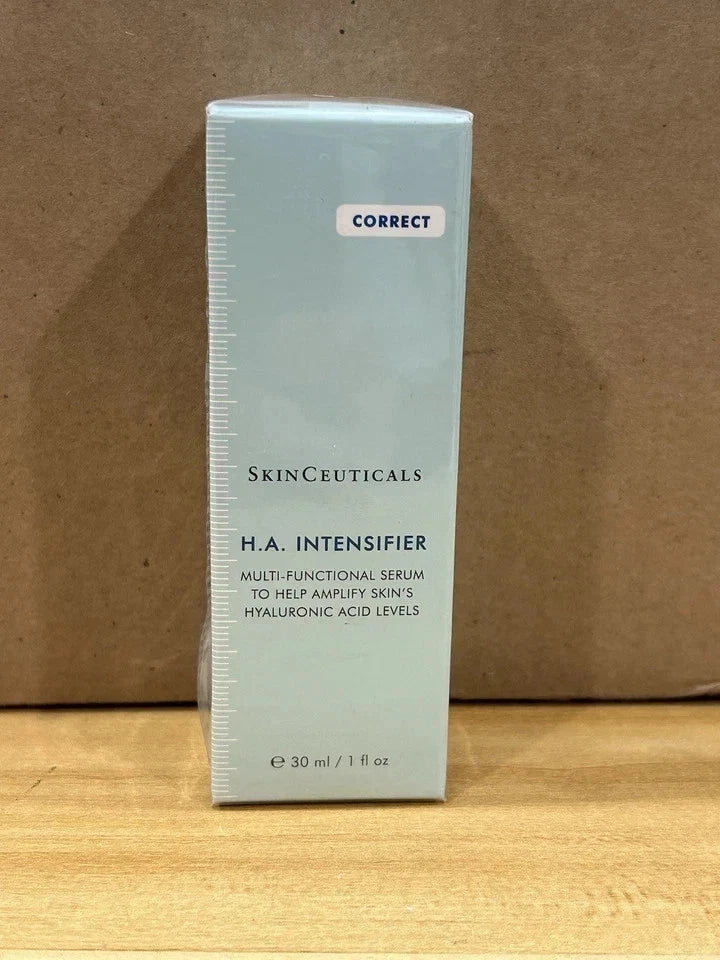 CORRECT
SKINCEUTICALS
H.A. INTENSIFIER
MULTI-FUNCTIONAL SERUM
TO HELP AMPLIFY SKIN'S
HYALURONIC ACID LEVELS
℮ 30 ml / 1 fl oz